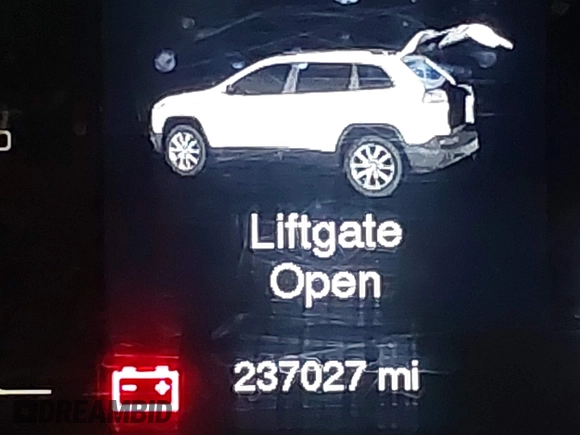 Liftgate
Open
237027 mi
DREAMBID